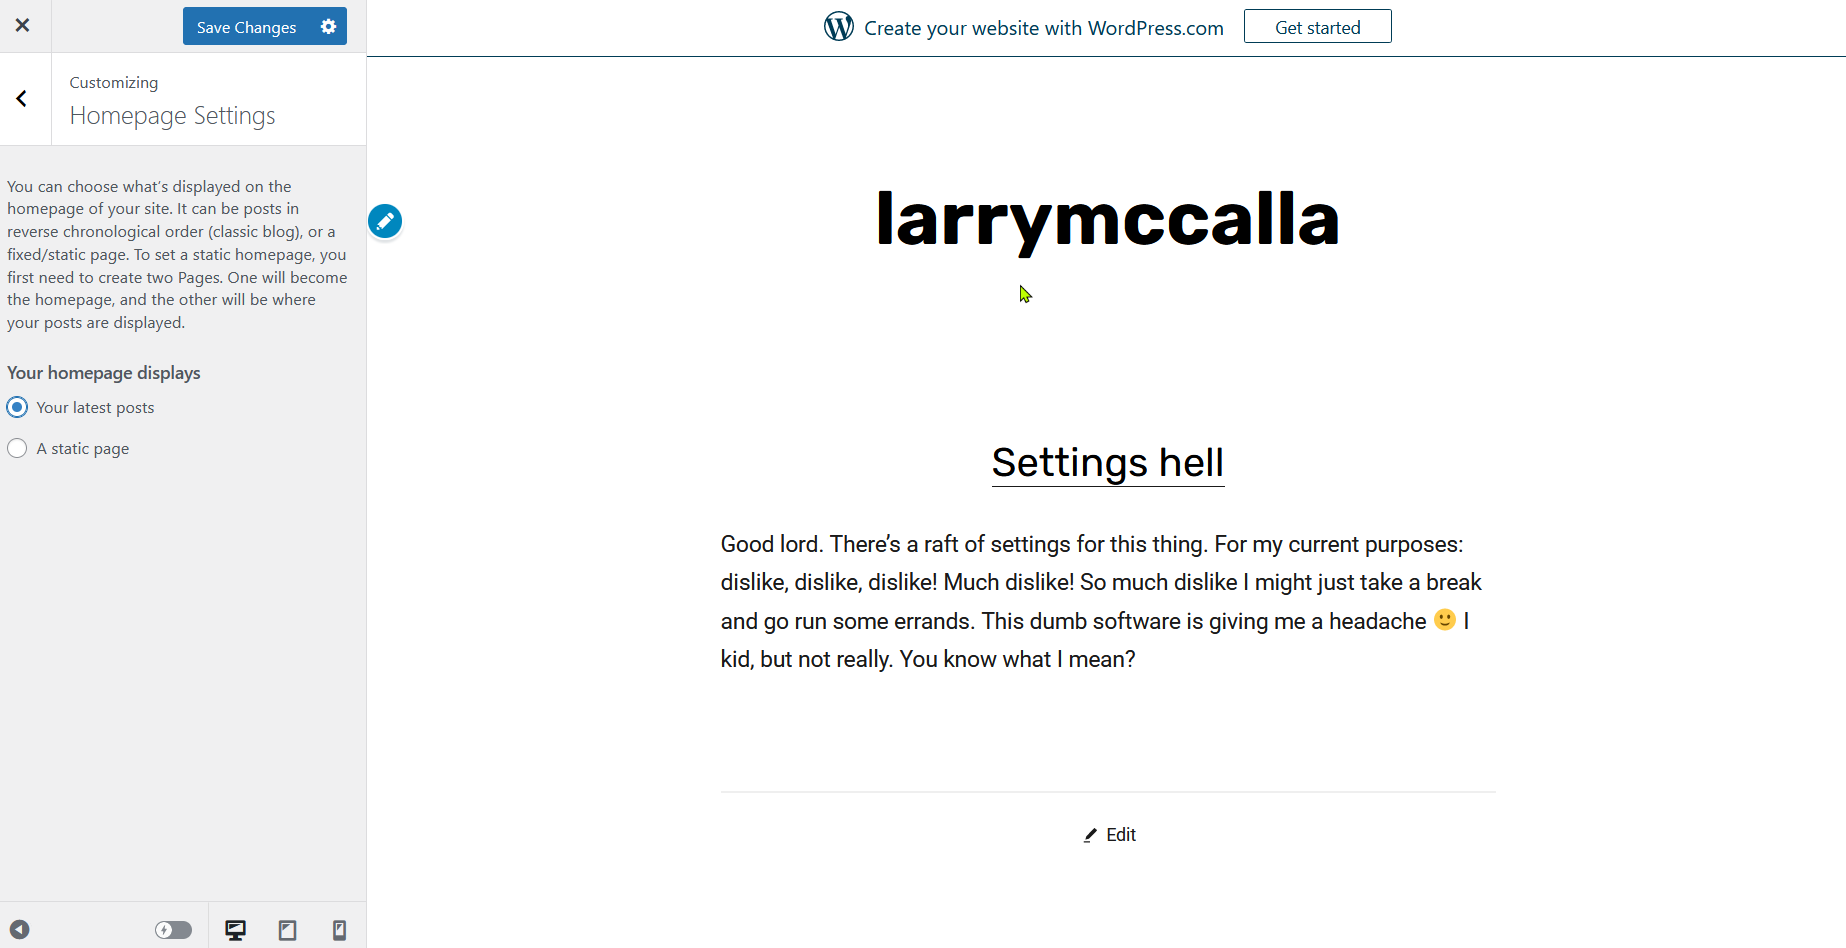 Save Changes
Customizing
Homepage Settings
You can choose what's displayed on the
homepage of your site. It can be posts in
reverse chronological order (classic blog), or a
fixed/static page. To set a static homepage, you
first need to create two Pages. One will become
the homepage, and the other will be where
your posts are displayed.
Your homepage displays
Your latest posts
A static page
Create your website with WordPress.com
Get started
larrymccalla
Settings hell
Good lord. There’s a raft of settings for this thing. For my current purposes:
dislike, dislike, dislike! Much dislike! So much dislike I might just take a break
and go run some errands. This dumb software is giving me a headache 🙂 I
kid, but not really. You know what I mean?
Edit